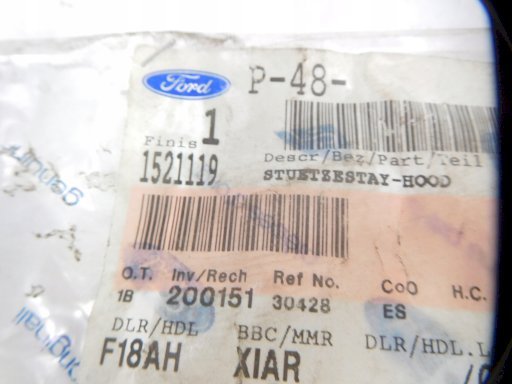 Ford P-48-
1
Finis
Descr/Bez/Part/Teil
1521119 STUETZESTAY-HOOD
O.T. Inv/Rech Ref No. CoO H.C.
1B 200151 30428 ES
DLR/HDL BBC/MMR DLR/HDL.L
F18AH XIAR
genuin